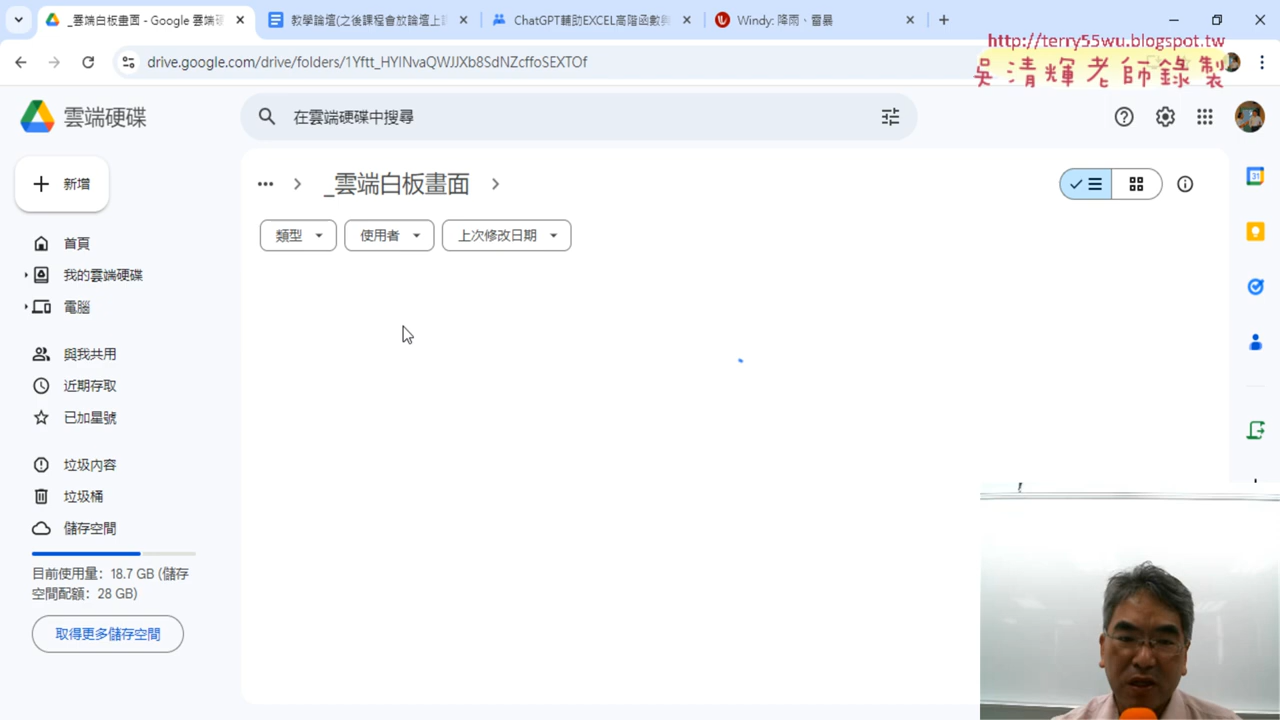 _雲端白板畫面 - Google 雲端硬
教學論壇(之後課程會放論壇上課
ChatGPT輔助EXCEL高階函數與
Windy: 降雨、雷暴
http://terry55wu.blogspot.tw
吳清輝老師錄製
drive.google.com/drive/folders/1Yftt_HYINvaQWJJXb8SdNZcffoSEXTOf
雲端硬碟
在雲端硬碟中搜尋
新增
_雲端白板畫面
類型
使用者
上次修改日期
首頁
我的雲端硬碟
電腦
與我共用
近期存取
已加星號
垃圾內容
垃圾桶
儲存空間
目前使用量：18.7 GB (儲存
空間配額：28 GB)
取得更多儲存空間
31